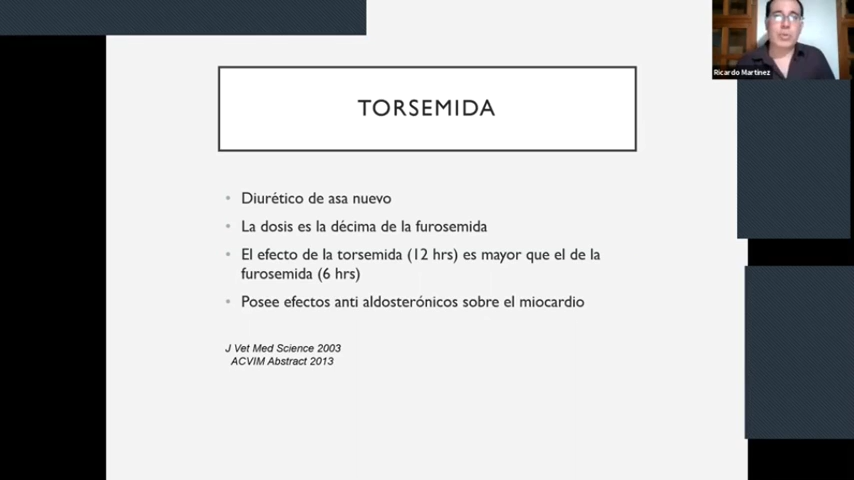 Ricardo Martinez
TORSEMIDA
• Diurético de asa nuevo
• La dosis es la décima de la furosemida
• El efecto de la torsemida (12 hrs) es mayor que el de la
furosemida (6 hrs)
• Posee efectos anti aldosterónicos sobre el miocardio
J Vet Med Science 2003
ACVIM Abstract 2013